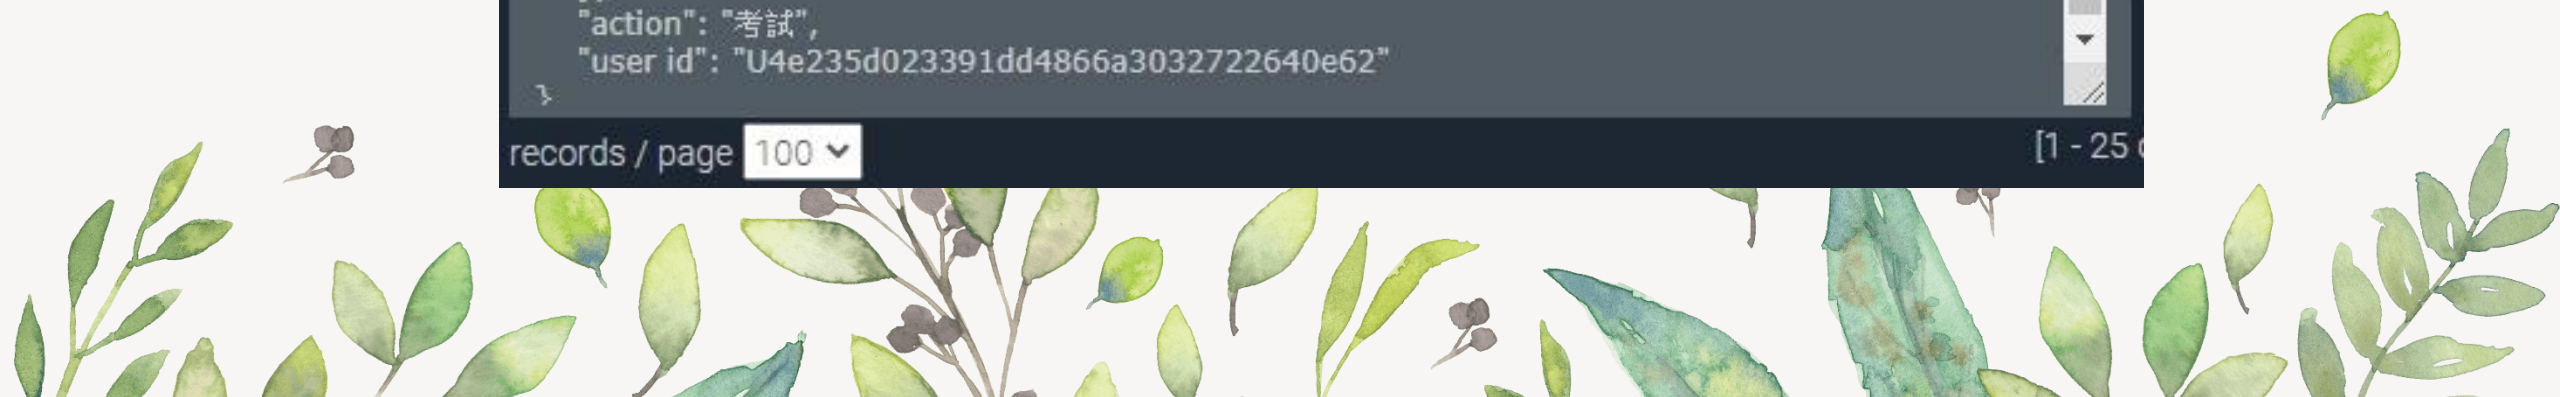 "action": "考試",
"user id": "U4e235d023391dd4866a3032722640e62"
}
records / page 100
[1 - 25